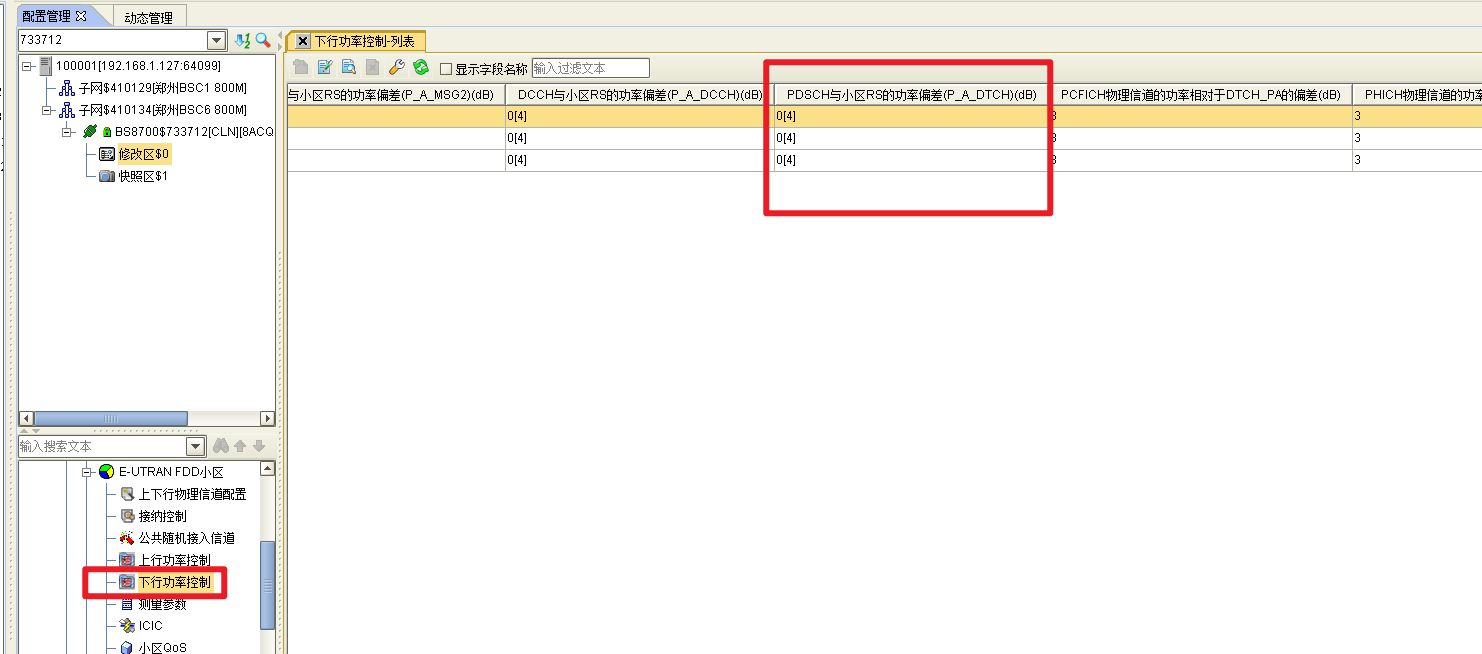 配置管理
动态管理
733712
下行功率控制-列表
显示字段名称
输入过滤文本
100001[192.168.1.127:64099]
子网$410129[郑州BSC1 800M]
子网$410134[郑州BSC6 800M]
BS8700$733712[CLN][8ACQ
修改区$0
快照区$1
与小区RS的功率偏差(P_A_MSG2)(dB)
DCCH与小区RS的功率偏差(P_A_DCCH)(dB)
PDSCH与小区RS的功率偏差(P_A_DTCH)(dB)
PCFICH物理信道的功率相对于DTCH_PA的偏差(dB)
PHICH物理信道的功率
0[4]
0[4]
3
3
0[4]
0[4]
3
3
0[4]
0[4]
3
3
输入搜索文本
E-UTRAN FDD小区
上下行物理信道配置
接纳控制
公共随机接入信道
上行功率控制
下行功率控制
测量参数
ICIC
小区QoS